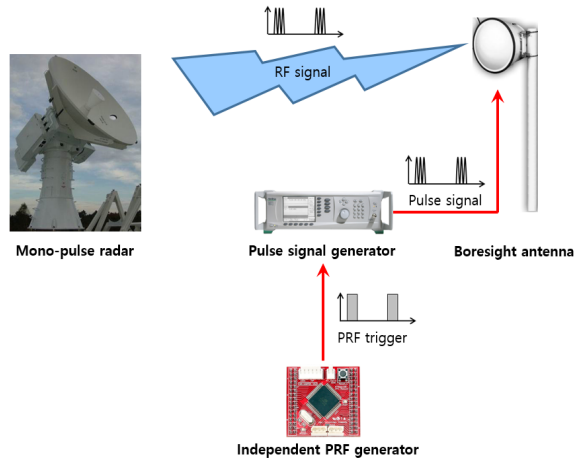 RF signal
Pulse signal
Mono-pulse radar
Pulse signal generator
Boresight antenna
PRF trigger
Independent PRF generator